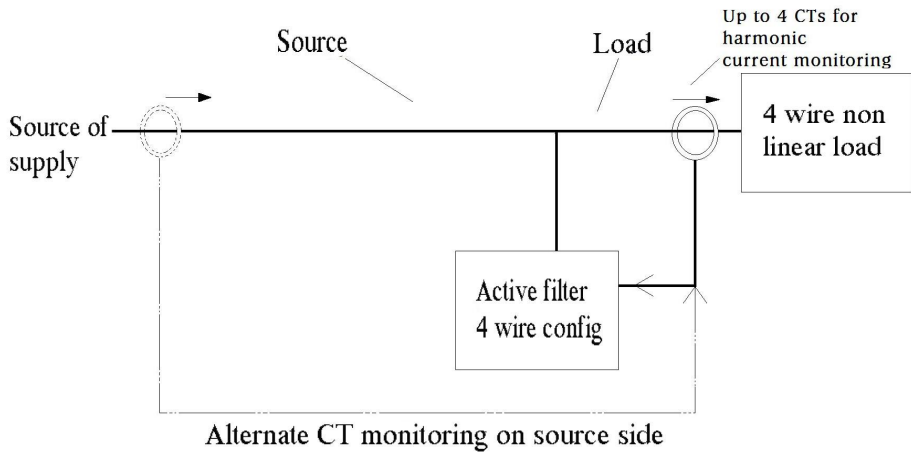 Source
Load
Up to 4 CTs for
harmonic
current monitoring
Source of
supply
4 wire non
linear load
Active filter
4 wire config
Alternate CT monitoring on source side